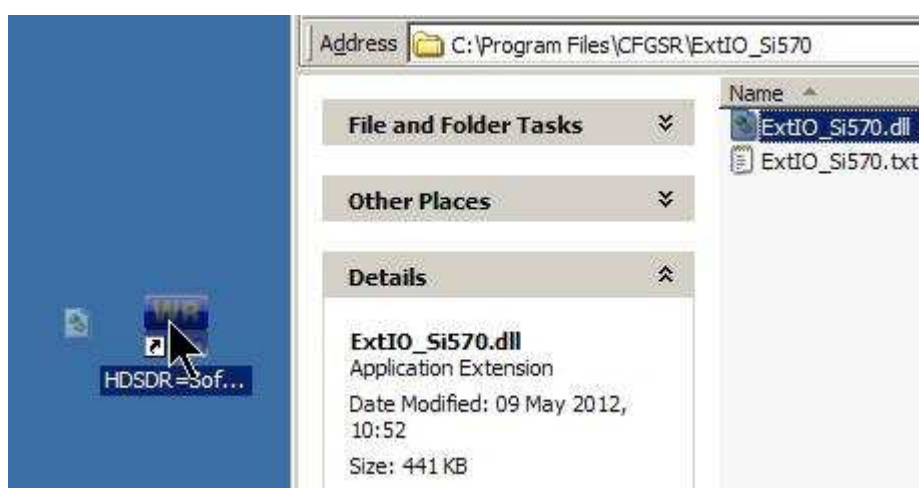 Address C:\Program Files\CFGSR\ExtIO_Si570
Name
ExtIO_Si570.dll
ExtIO_Si570.txt
File and Folder Tasks
Other Places
Details
ExtIO_Si570.dll
Application Extension
Date Modified: 09 May 2012,
10:52
Size: 441 KB
WR
HDSDR